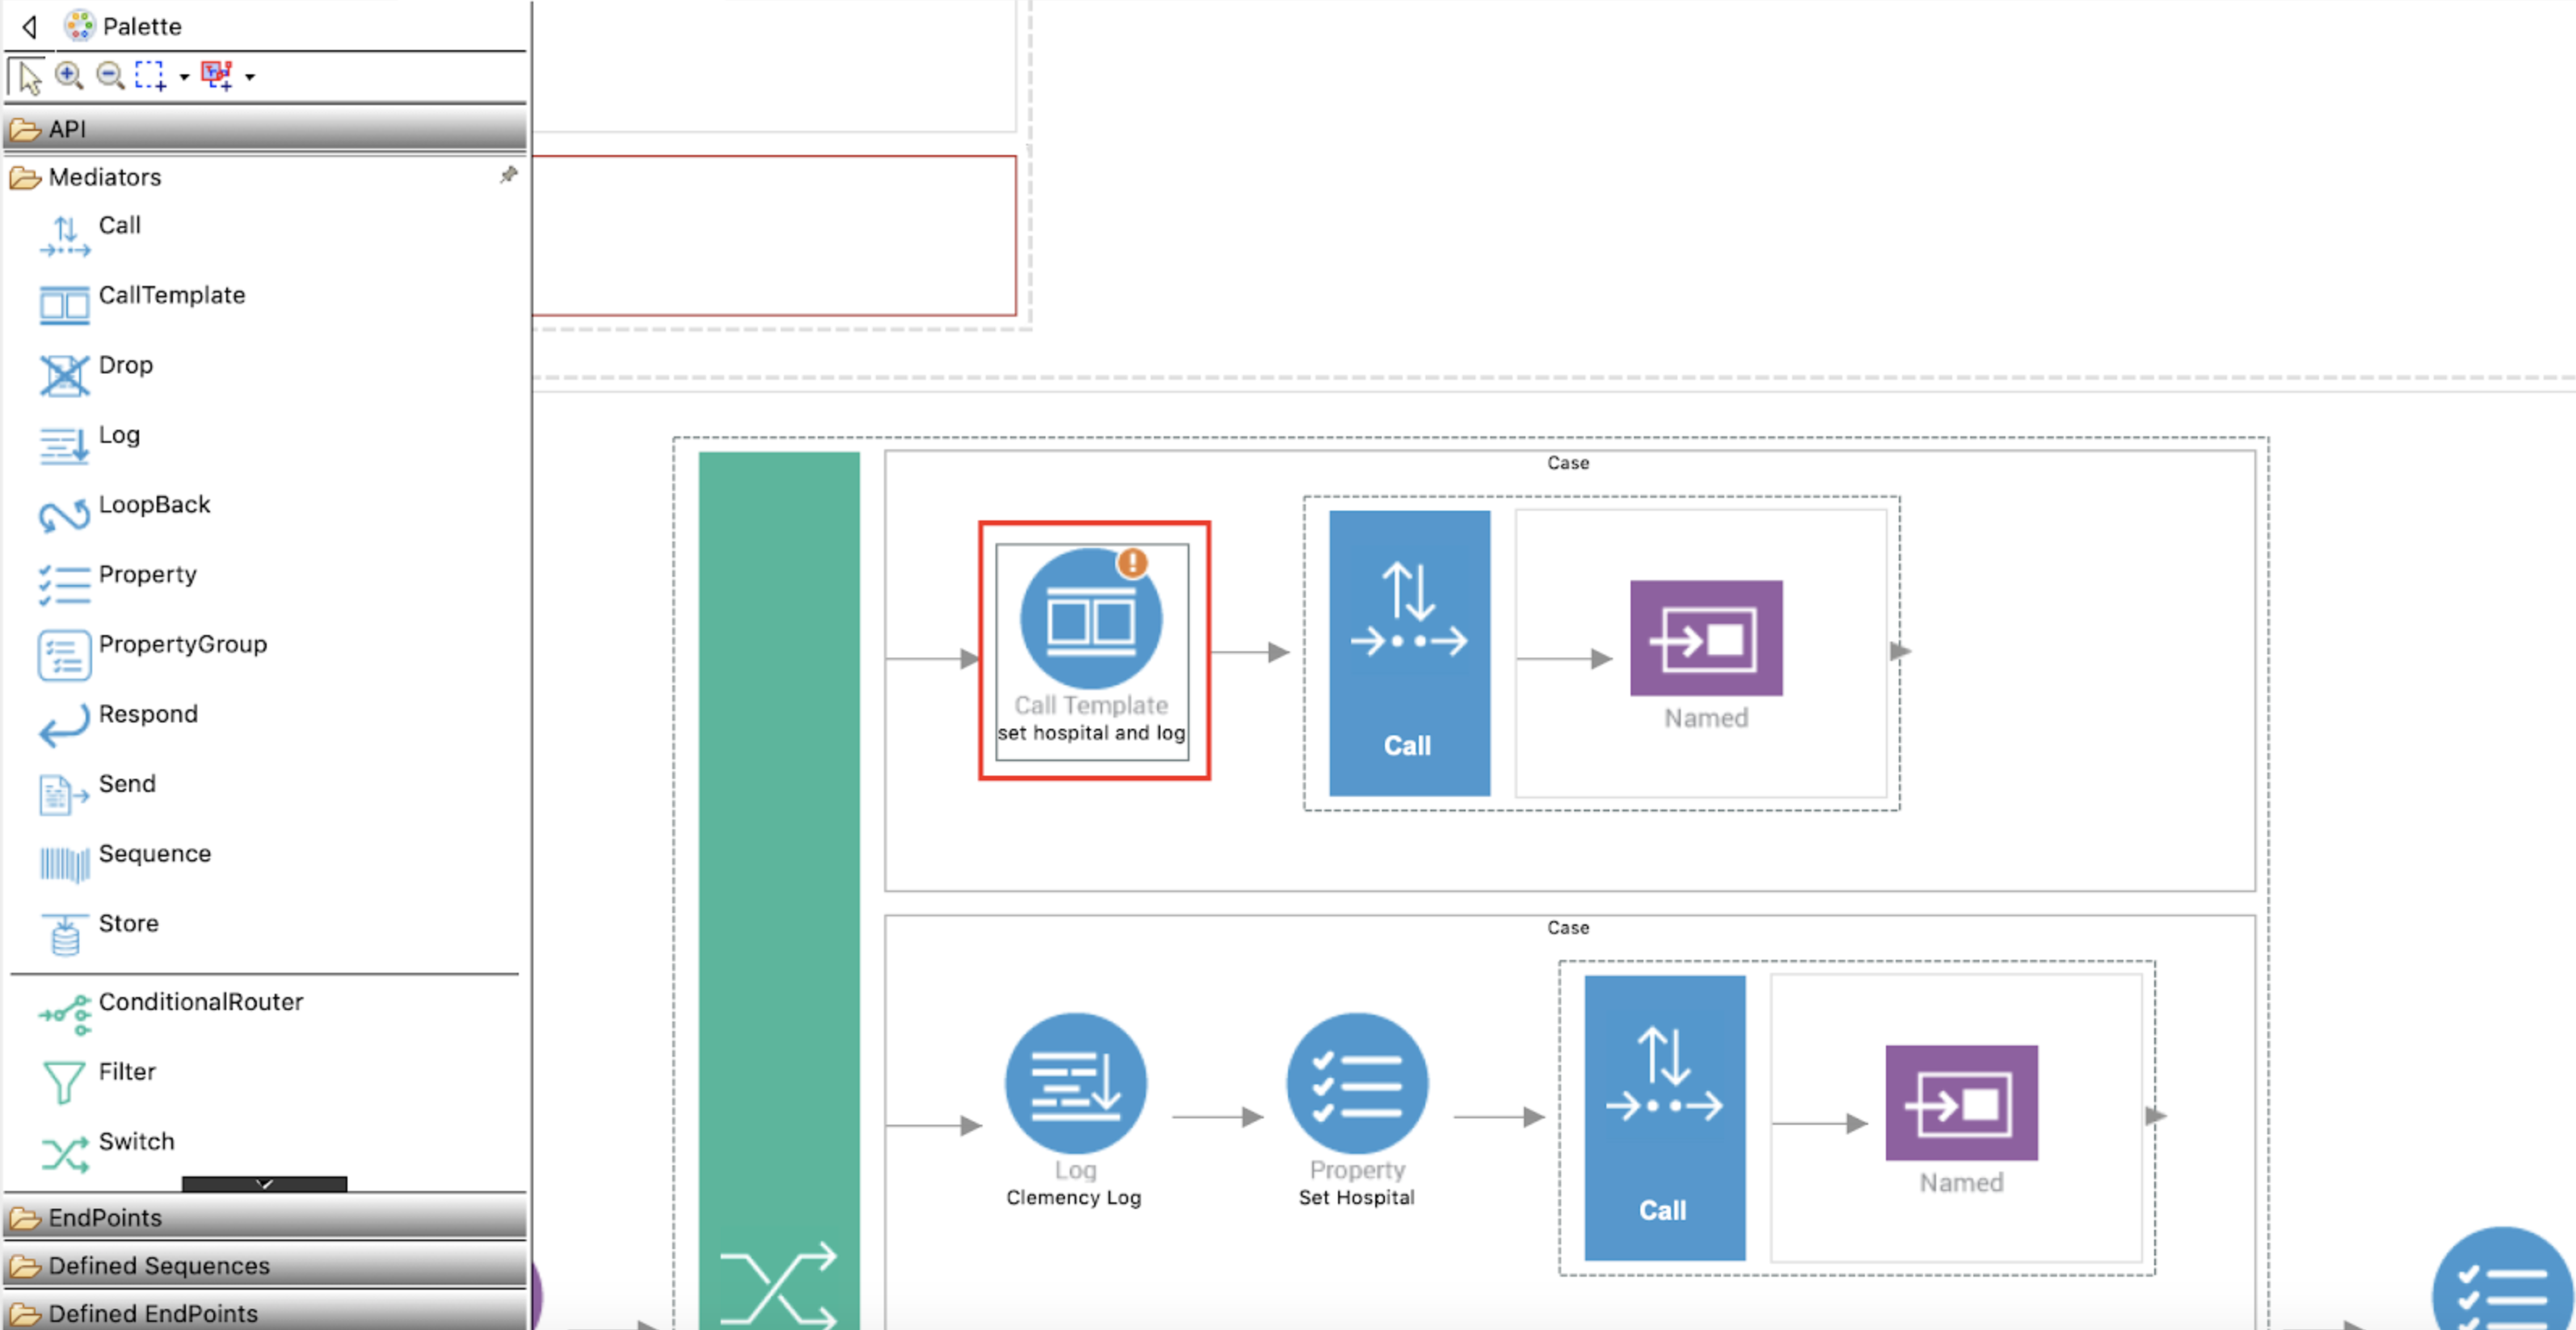 Palette
API
Mediators
Call
CallTemplate
Drop
Log
LoopBack
Property
PropertyGroup
Respond
Send
Sequence
Store
ConditionalRouter
Filter
Switch
EndPoints
Defined Sequences
Defined EndPoints
Case
Call Template
set hospital and log
Call
Named
Case
Log
Clemency Log
Property
Set Hospital
Call
Named